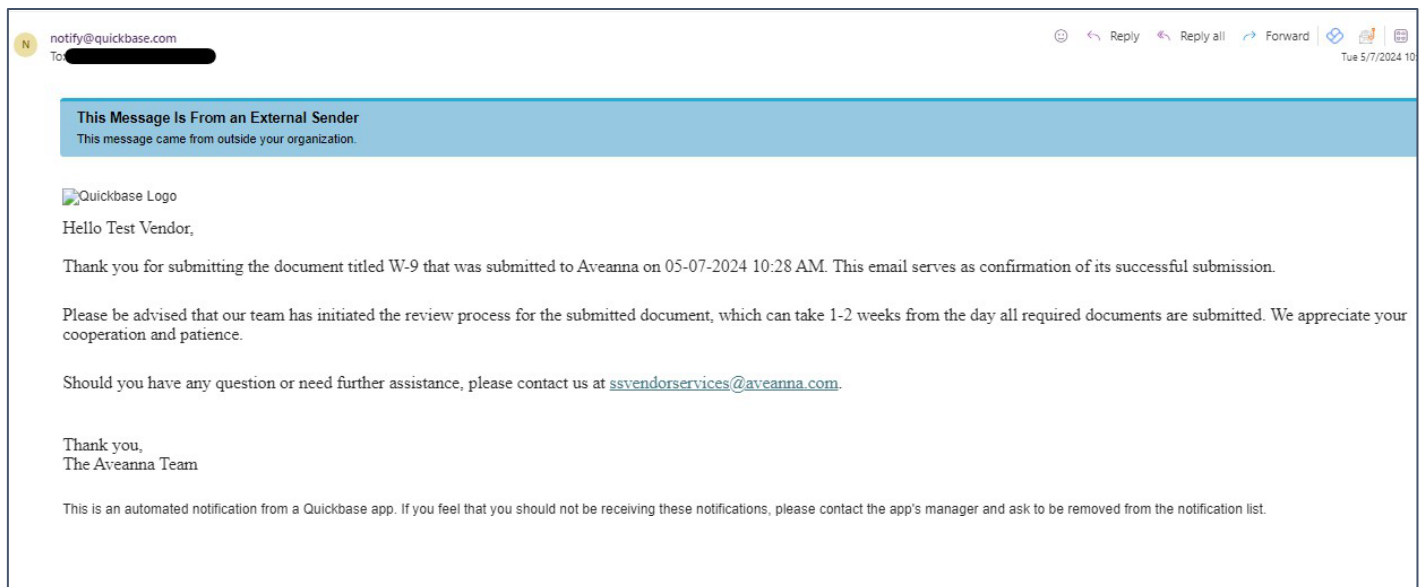 N
notify@quickbase.com
To:
Reply
Reply all
Forward
Tue 5/7/2024 10:
This Message Is From an External Sender
This message came from outside your organization.
Quickbase Logo
Hello Test Vendor,
Thank you for submitting the document titled W-9 that was submitted to Aveanna on 05-07-2024 10:28 AM. This email serves as confirmation of its successful submission.
Please be advised that our team has initiated the review process for the submitted document, which can take 1-2 weeks from the day all required documents are submitted. We appreciate your
cooperation and patience.
Should you have any question or need further assistance, please contact us at ssvendorservices@aveanna.com.
Thank you,
The Aveanna Team
This is an automated notification from a Quickbase app. If you feel that you should not be receiving these notifications, please contact the app's manager and ask to be removed from the notification list.